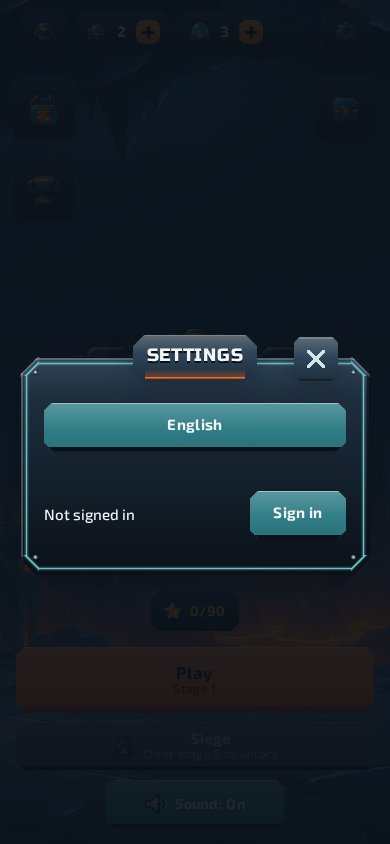 2
3
SETTINGS
English
Not signed in
Sign in
0/90
Play
Stage 1
Siege
Clear stage 5 to unlock
Sound: On